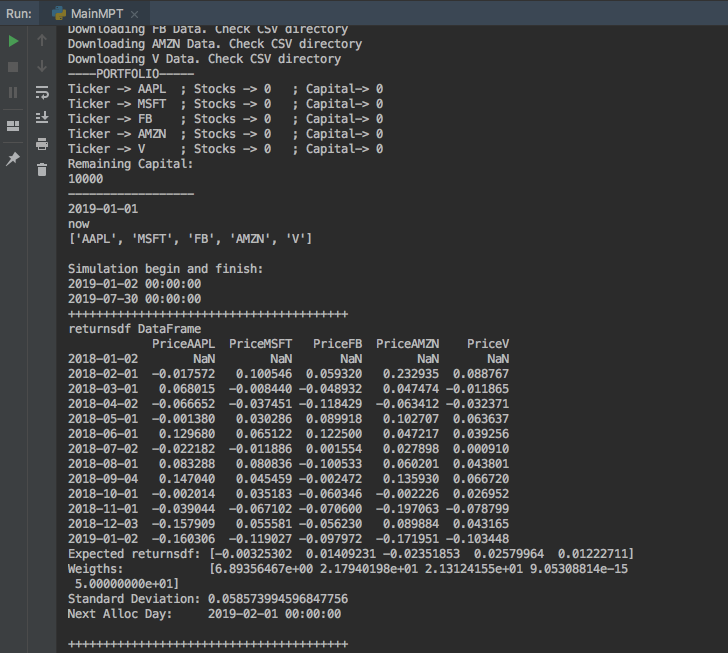 Run: MainMPT ×
Downloading FB Data. Check CSV directory
Downloading AMZN Data. Check CSV directory
Downloading V Data. Check CSV directory
----PORTFOLIO-----
Ticker -> AAPL  ; Stocks -> 0   ; Capital-> 0
Ticker -> MSFT  ; Stocks -> 0   ; Capital-> 0
Ticker -> FB    ; Stocks -> 0   ; Capital-> 0
Ticker -> AMZN  ; Stocks -> 0   ; Capital-> 0
Ticker -> V     ; Stocks -> 0   ; Capital-> 0
Remaining Capital:
10000
------------------
2019-01-01
now
['AAPL', 'MSFT', 'FB', 'AMZN', 'V']
Simulation begin and finish:
2019-01-02 00:00:00
2019-07-30 00:00:00
++++++++++++++++++++++++++++++++++++++++
returnsdf DataFrame
            PriceAAPL  PriceMSFT   PriceFB  PriceAMZN    PriceV
2018-01-02        NaN        NaN       NaN        NaN       NaN
2018-02-01  -0.017572   0.100546  0.059320   0.232935  0.088767
2018-03-01   0.068015  -0.008440 -0.048932   0.047474 -0.011865
2018-04-02  -0.066652  -0.037451 -0.118429  -0.063412 -0.032371
2018-05-01  -0.001380   0.030286  0.089918   0.102707  0.063637
2018-06-01   0.129680   0.065122  0.122500   0.047217  0.039256
2018-07-02  -0.022182  -0.011886  0.001554   0.027898  0.000910
2018-08-01   0.083288   0.080836 -0.100533   0.060201  0.043801
2018-09-04   0.147040   0.045459 -0.002472   0.135930  0.066720
2018-10-01  -0.002014   0.035183 -0.060346  -0.002226  0.026952
2018-11-01  -0.039044  -0.067102 -0.070600  -0.197063 -0.078799
2018-12-03  -0.157909   0.055581 -0.056230   0.089884  0.043165
2019-01-02  -0.160306  -0.119027 -0.097972  -0.171951 -0.103448
Expected returnsdf: [-0.00325302  0.01409231 -0.02351853  0.02579964  0.01222711]
Weigths:            [6.89356467e+00 2.17940198e+01 2.13124155e+01 9.05308814e-15
 5.00000000e+01]
Standard Deviation: 0.058573994596847756
Next Alloc Day:     2019-02-01 00:00:00
++++++++++++++++++++++++++++++++++++++++